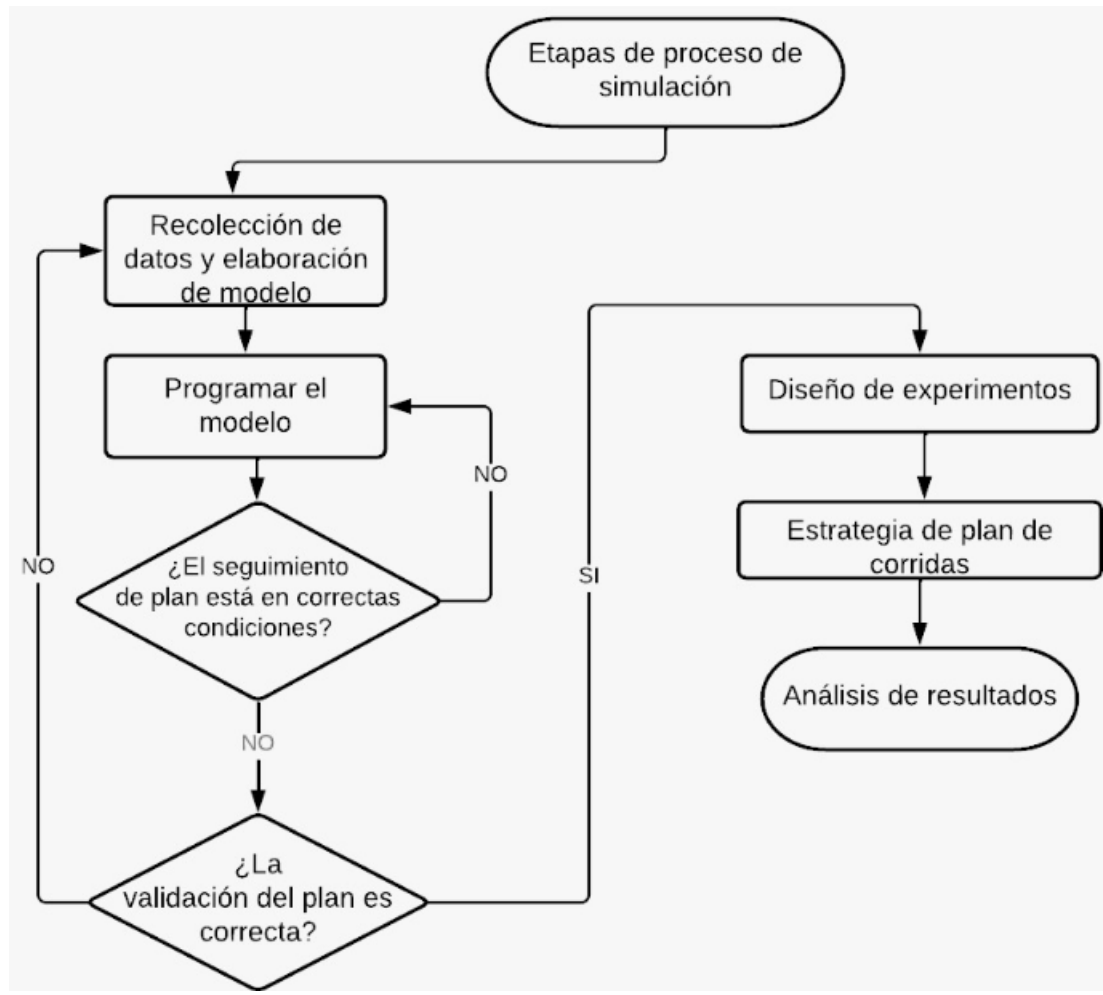 Etapas de proceso de
simulación
Recolección de
datos y elaboración
de modelo
Programar el
modelo
NO
¿El seguimiento
de plan está en correctas
condiciones?
NO
NO
¿La
validación del plan es
correcta?
SI
Diseño de experimentos
Estrategia de plan de
corridas
Análisis de resultados